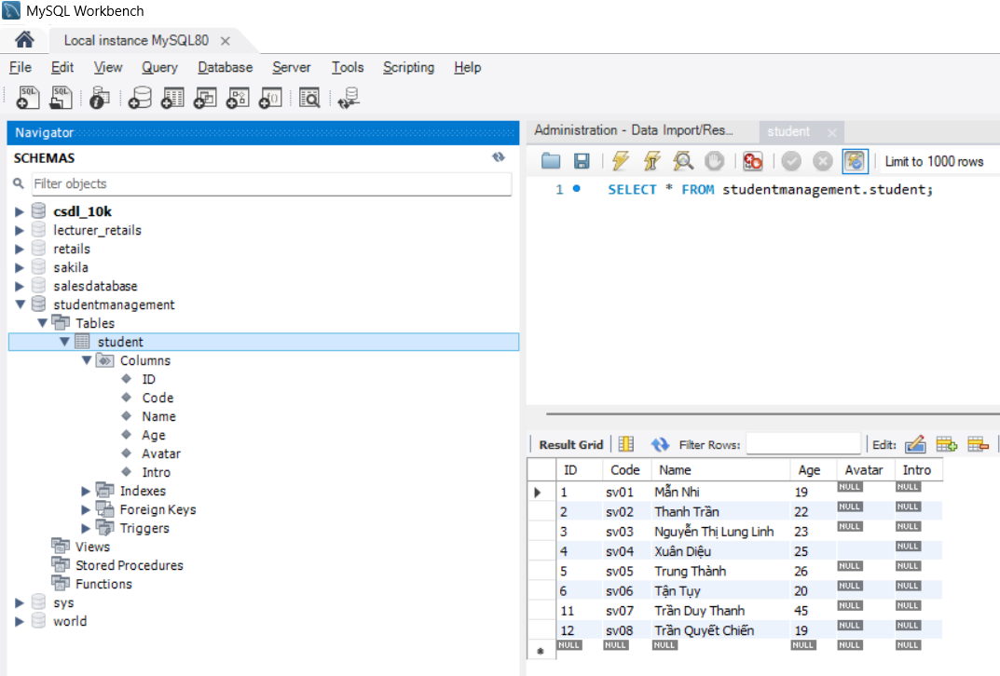 MySQL Workbench
Local instance MySQL80
File Edit View Query Database Server Tools Scripting Help
Navigator
SCHEMAS
Filter objects
csdl_10k
lecturer_retails
retails
sakila
salesdatabase
studentmanagement
Tables
student
Columns
ID
Code
Name
Age
Avatar
Intro
Indexes
Foreign Keys
Triggers
Views
Stored Procedures
Functions
sys
world
Administration - Data Import/Res... student
Limit to 1000 rows
1 SELECT * FROM studentmanagement.student;
Result Grid Filter Rows: Edit:
ID Code Name Age Avatar Intro
1 sv01 Mẫn Nhi 19 NULL NULL
2 sv02 Thanh Trần 22 NULL NULL
3 sv03 Nguyễn Thị Lung Linh 23 NULL NULL
4 sv04 Xuân Diệu 25 NULL
5 sv05 Trung Thành 26 NULL NULL
6 sv06 Tận Tụy 20 NULL NULL
11 sv07 Trần Duy Thanh 45 NULL NULL
12 sv08 Trần Quyết Chiến 19 NULL NULL
NULL NULL NULL NULL NULL NULL